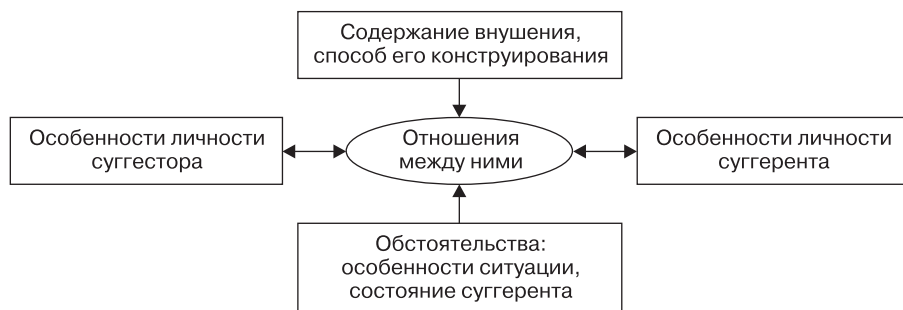 Содержание внушения,
способ его конструирования
Особенности личности
суггестора
Отношения
между ними
Особенности личности
суггерента
Обстоятельства:
особенности ситуации,
состояние суггерента